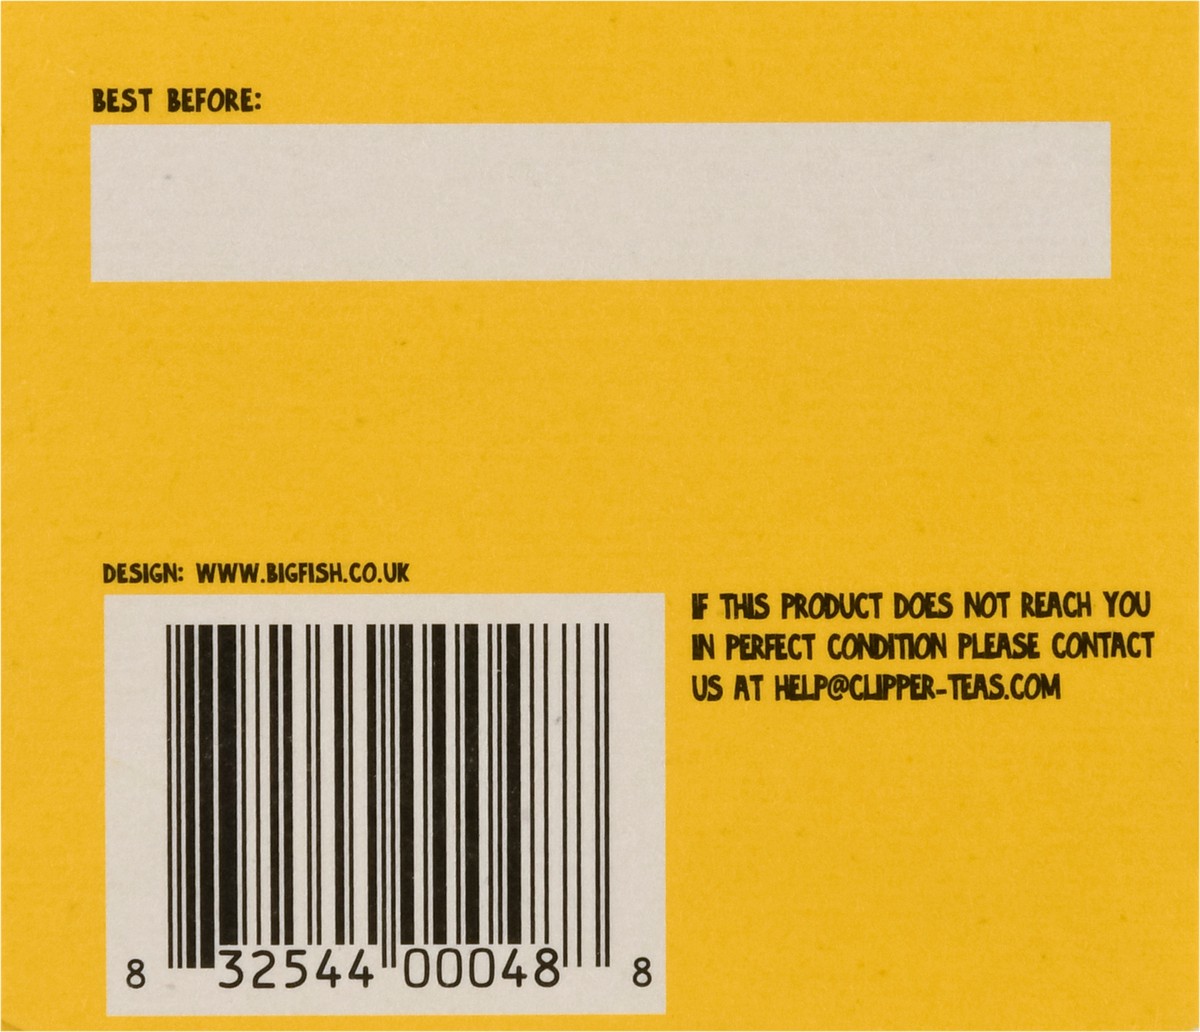 BEST BEFORE:
DESIGN: WWW.BIGFISH.CO.UK
IF THIS PRODUCT DOES NOT REACH YOU
IN PERFECT CONDITION PLEASE CONTACT
US AT HELP@CLIPPER-TEAS.COM
8 32544 00048 8